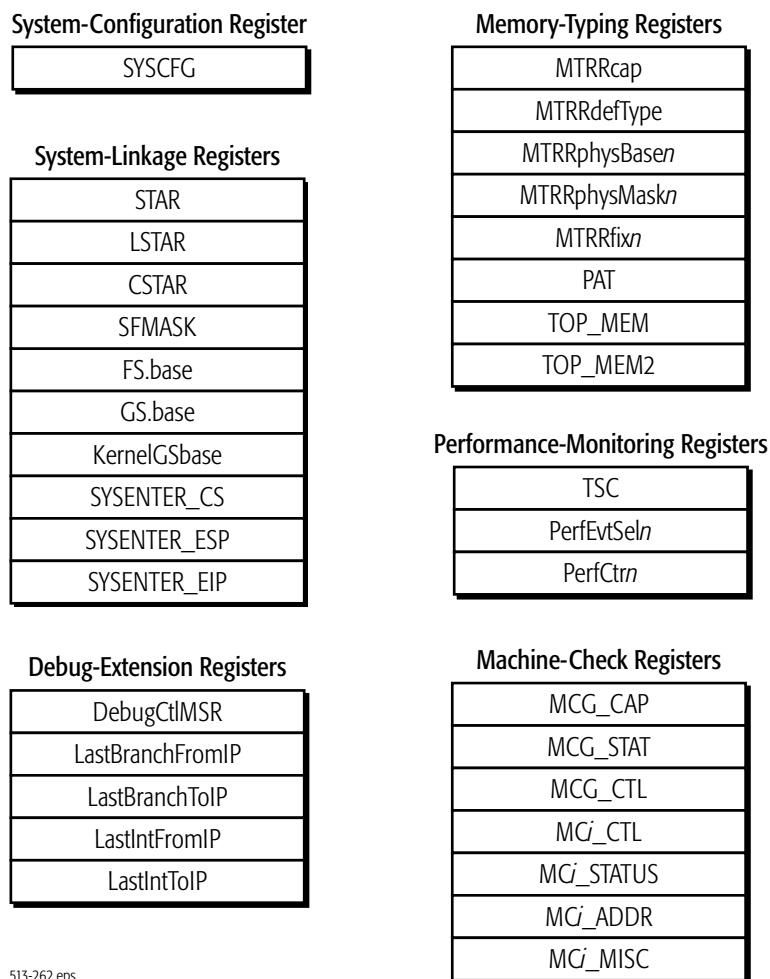 System-Configuration Register
SYSCFG
System-Linkage Registers
STAR
LSTAR
CSTAR
SFMASK
FS.base
GS.base
KernelGSbase
SYSENTER_CS
SYSENTER_ESP
SYSENTER_EIP
Debug-Extension Registers
DebugCtlMSR
LastBranchFromIP
LastBranchToIP
LastIntFromIP
LastIntToIP
513-262.eps
Memory-Typing Registers
MTRRcap
MTRRdefType
MTRRphysBasen
MTRRphysMaskn
MTRRfixn
PAT
TOP_MEM
TOP_MEM2
Performance-Monitoring Registers
TSC
PerfEvtSeln
PerfCtrn
Machine-Check Registers
MCG_CAP
MCG_STAT
MCG_CTL
MCi_CTL
MCi_STATUS
MCi_ADDR
MCi_MISC